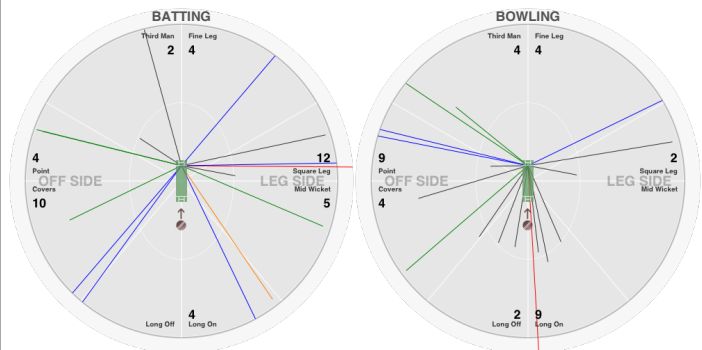 BATTING
Third Man
Fine Leg
2
4
4
Point
Covers
10
OFF SIDE
12
Square Leg
Mid Wicket
5
LEG SIDE
4
Long Off
Long On
BOWLING
Third Man
Fine Leg
4
4
9
Point
Covers
4
OFF SIDE
2
Square Leg
Mid Wicket
LEG SIDE
2
9
Long Off
Long On